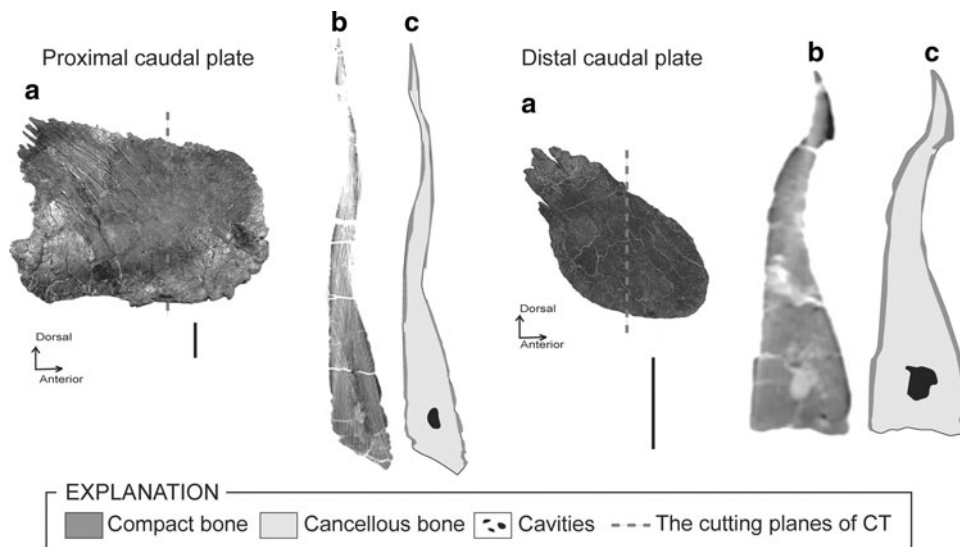 Proximal caudal plate
a
b
c
Dorsal
Anterior
Distal caudal plate
a
b
c
Dorsal
Anterior
EXPLANATION
Compact bone
Cancellous bone
Cavities
The cutting planes of CT